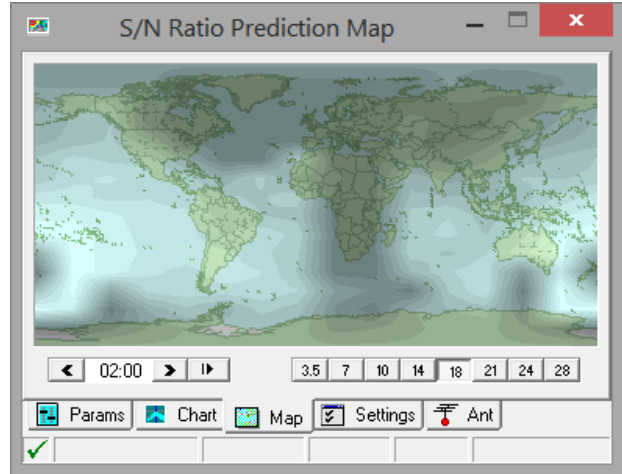 S/N Ratio Prediction Map
02:00 3.5 7 10 14 18 21 24 28
Params Chart Map Settings Ant